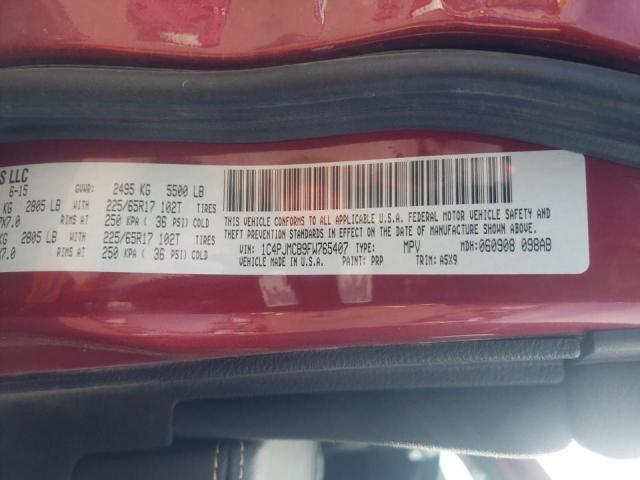 S LLC
6-15 GVWR: 2495 KG 5500 LB
KG 2805 LB WITH 225/65R17 102T TIRES
X7.0 RIMS AT 250 KPA ( 36 PSI) COLD
KG 2805 LB WITH 225/65R17 102T TIRES
X7.0 RIMS AT 250 KPA ( 36 PSI) COLD
THIS VEHICLE CONFORMS TO ALL APPLICABLE U.S.A. FEDERAL MOTOR VEHICLE SAFETY AND
THEFT PREVENTION STANDARDS IN EFFECT ON THE DATE OF MANUFACTURE SHOWN ABOVE.
VIN: 1C4PJMCB9FW765407 TYPE: MPV MDH: 060908 098AB
VEHICLE MADE IN U.S.A. PAINT: PRP TRIM: A5X9